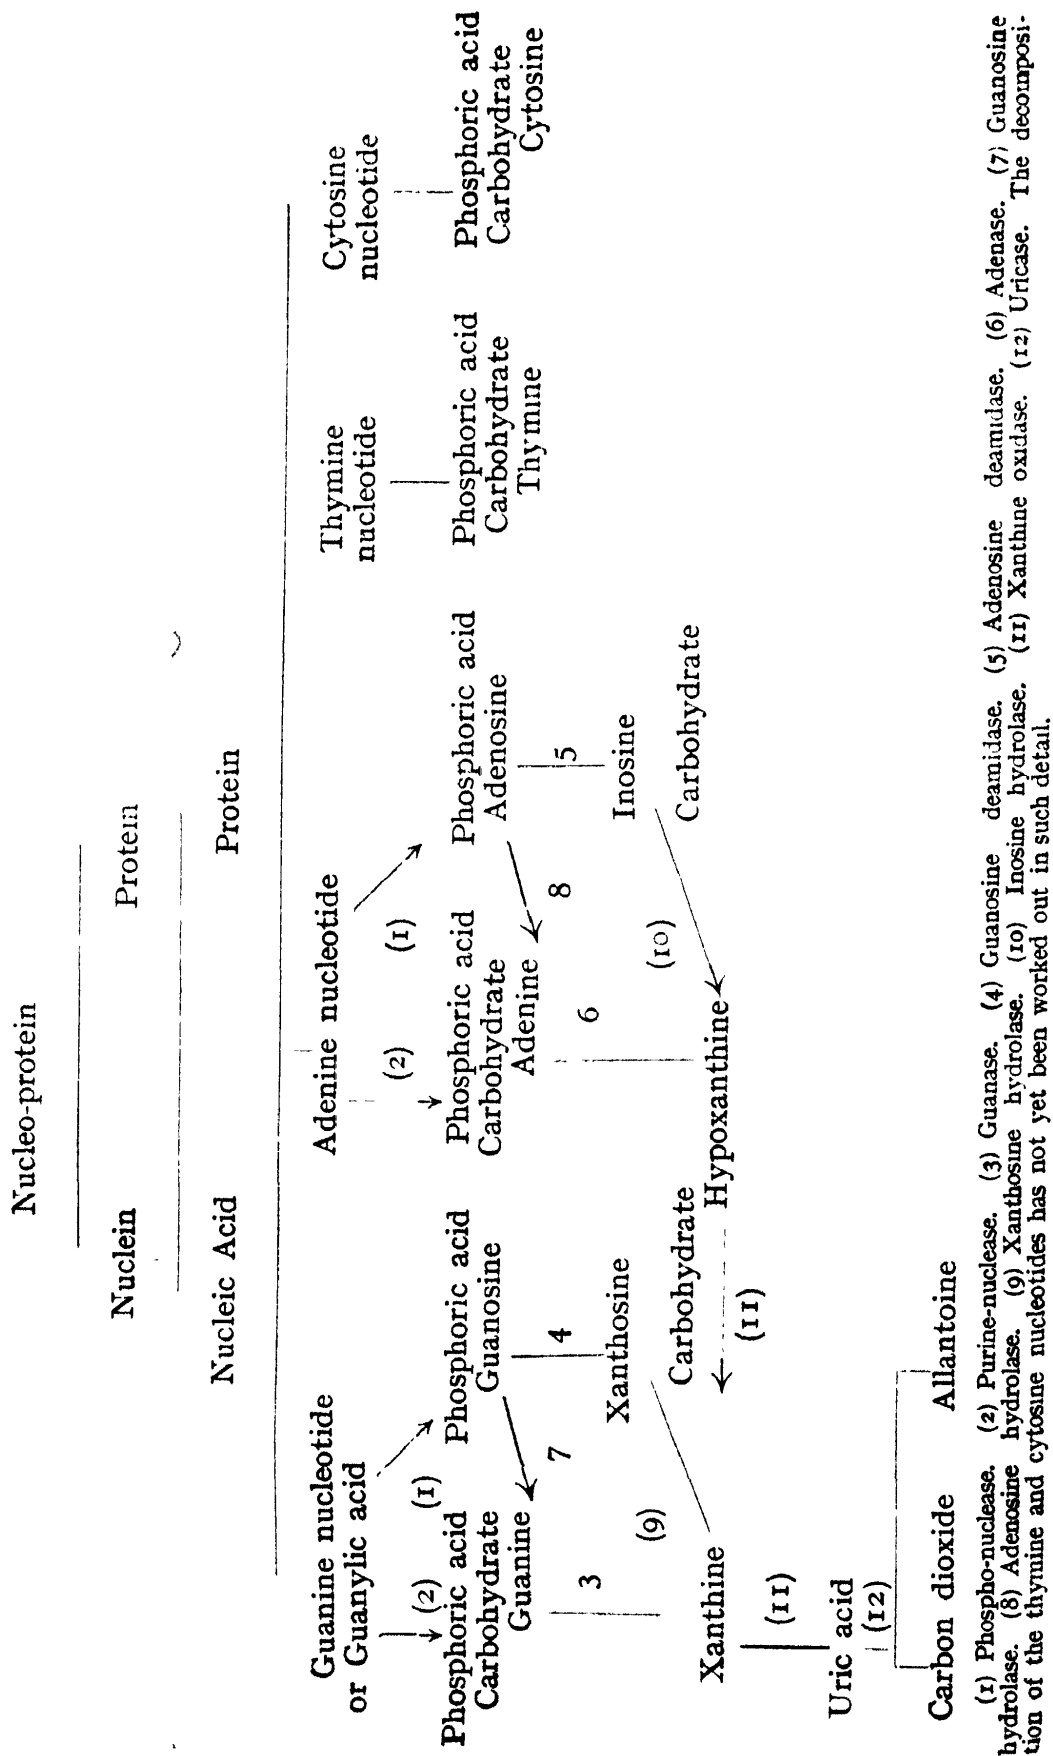 Nucleo-protein
Nuclein Protein
Nucleic Acid Protein
Guanine nucleotide
or Guanylic acid
Adenine nucleotide
Thymine
nucleotide
Cytosine
nucleotide
(2) (1)
(2) (1)
Phosphoric acid
Carbohydrate
Guanine
Phosphoric acid
Guanosine
Phosphoric acid
Carbohydrate
Adenine
Phosphoric acid
Adenosine
Phosphoric acid
Carbohydrate
Thymine
Phosphoric acid
Carbohydrate
Cytosine
3 7 4 6 8 5
Xanthosine
Inosine
(9) Carbohydrate (10) Carbohydrate
Xanthine Hypoxanthine
(11) (11)
Uric acid
(12)
Carbon dioxide Allantoine
(1) Phospho-nuclease. (2) Purine-nuclease. (3) Guanase. (4) Guanosine deamidase. (5) Adenosine deamidase. (6) Adenase. (7) Guanosine
hydrolase. (8) Adenosine hydrolase. (9) Xanthosine hydrolase. (10) Inosine hydrolase. (11) Xanthine oxidase. (12) Uricase. The decomposi-
tion of the thymine and cytosine nucleotides has not yet been worked out in such detail.